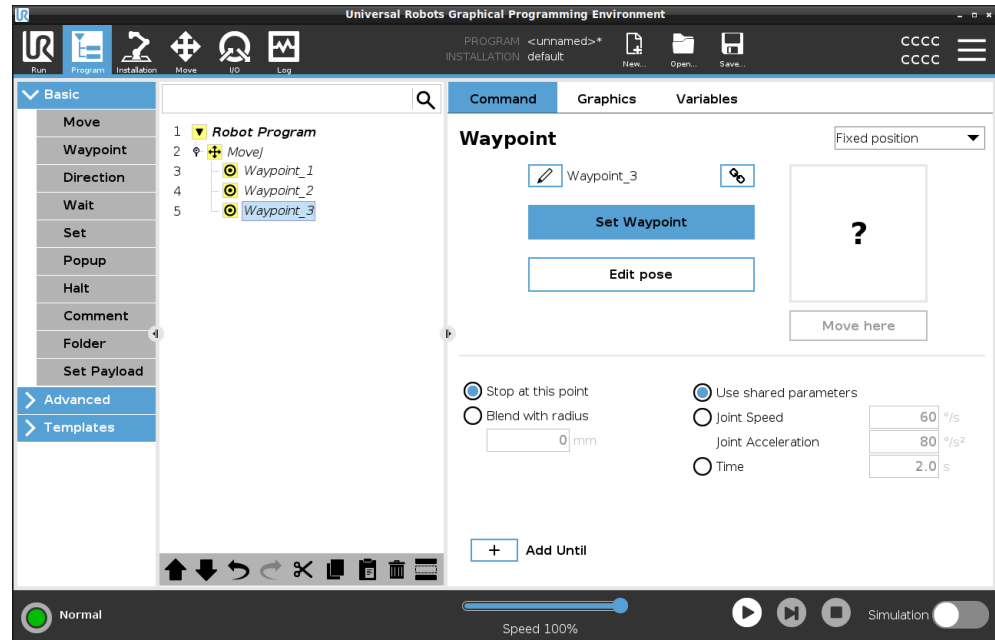 Universal Robots Graphical Programming Environment
UR
Run
Program
Installation
Move
I/O
Log
PROGRAM <unnamed>*
INSTALLATION default
New...
Open...
Save...
CCCC
CCCC
Basic
Move
Waypoint
Direction
Wait
Set
Popup
Halt
Comment
Folder
Set Payload
Advanced
Templates
1 Robot Program
2 MoveJ
3 Waypoint_1
4 Waypoint_2
5 Waypoint_3
Command Graphics Variables
Waypoint
Fixed position
Waypoint_3
Set Waypoint
Edit pose
?
Move here
Stop at this point
Blend with radius
0 mm
Use shared parameters
Joint Speed 60 °/s
Joint Acceleration 80 °/s²
Time 2.0 s
+ Add Until
Normal
Speed 100%
Simulation